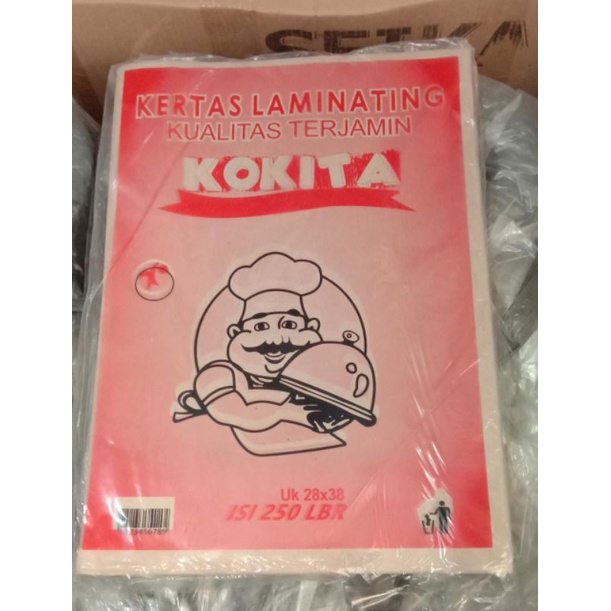 KERTAS LAMINATING
KUALITAS TERJAMIN
KOKITA
Uk 28x38
ISI 250 LBR